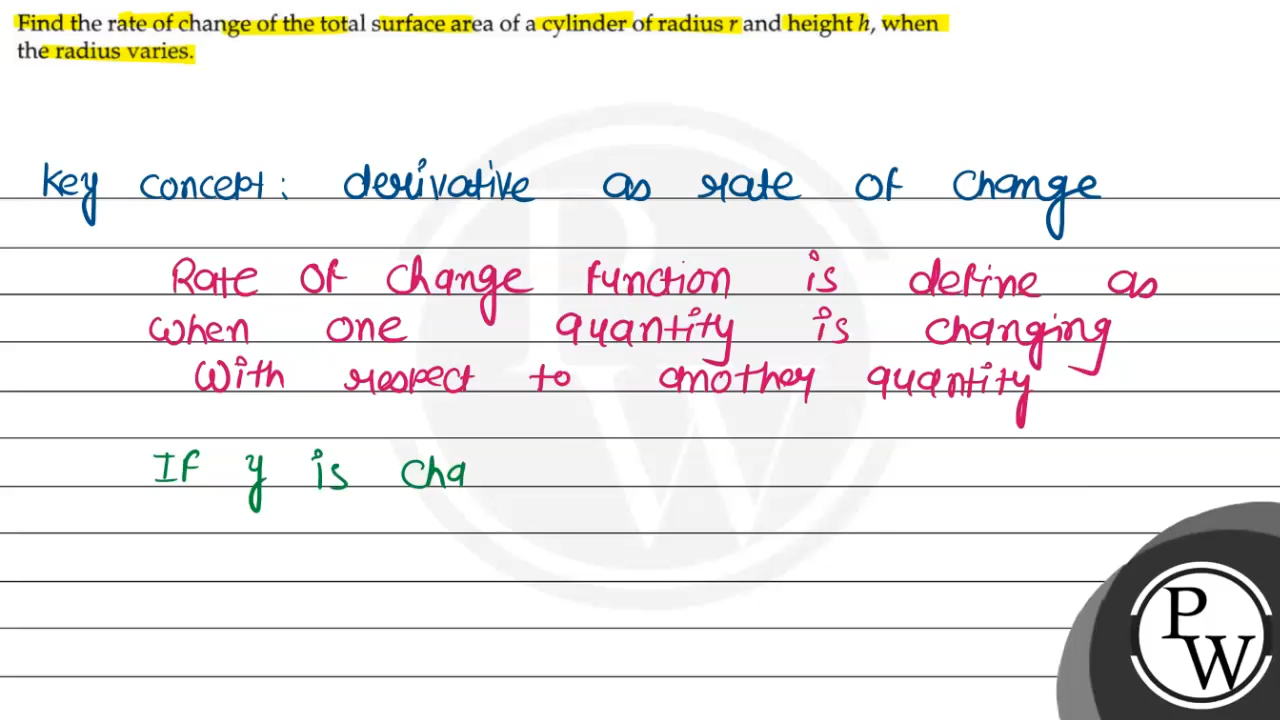 Find the rate of change of the total surface area of a cylinder of radius r and height h, when
the radius varies.
Key concept: derivative as rate of change
Rate of change function is define as
when one quantity is changing
with respect to another quantity
If y is cha
P
W